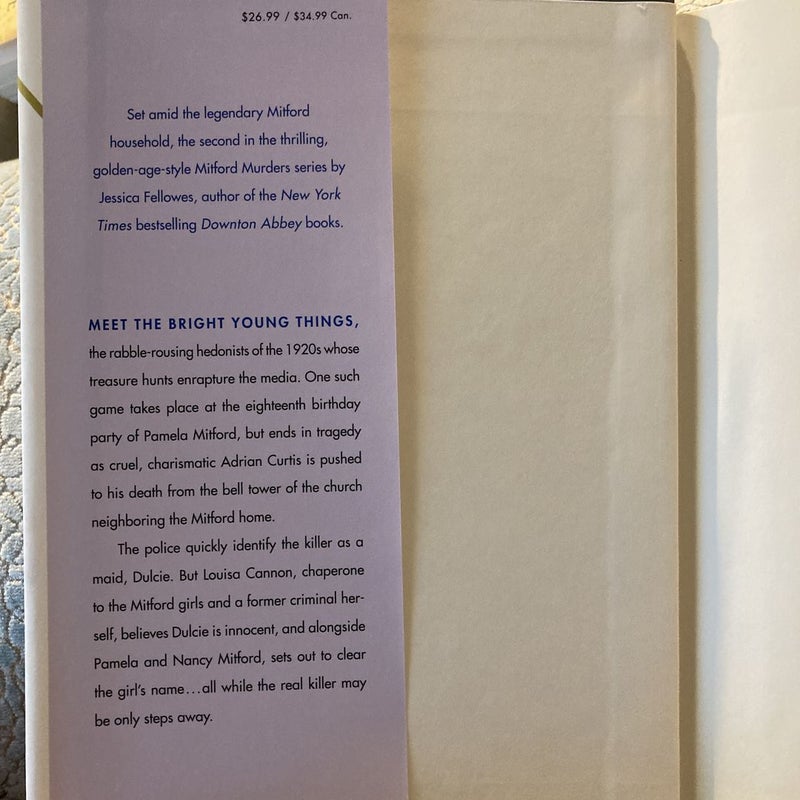 $26.99 / $34.99 Can.
Set amid the legendary Mitford
household, the second in the thrilling,
golden-age-style Mitford Murders series by
Jessica Fellowes, author of the New York
Times bestselling Downton Abbey books.
MEET THE BRIGHT YOUNG THINGS,
the rabble-rousing hedonists of the 1920s whose
treasure hunts enrapture the media. One such
game takes place at the eighteenth birthday
party of Pamela Mitford, but ends in tragedy
as cruel, charismatic Adrian Curtis is pushed
to his death from the bell tower of the church
neighboring the Mitford home.
The police quickly identify the killer as a
maid, Dulcie. But Louisa Cannon, chaperone
to the Mitford girls and a former criminal her-
self, believes Dulcie is innocent, and alongside
Pamela and Nancy Mitford, sets out to clear
the girl's name...all while the real killer may
be only steps away.